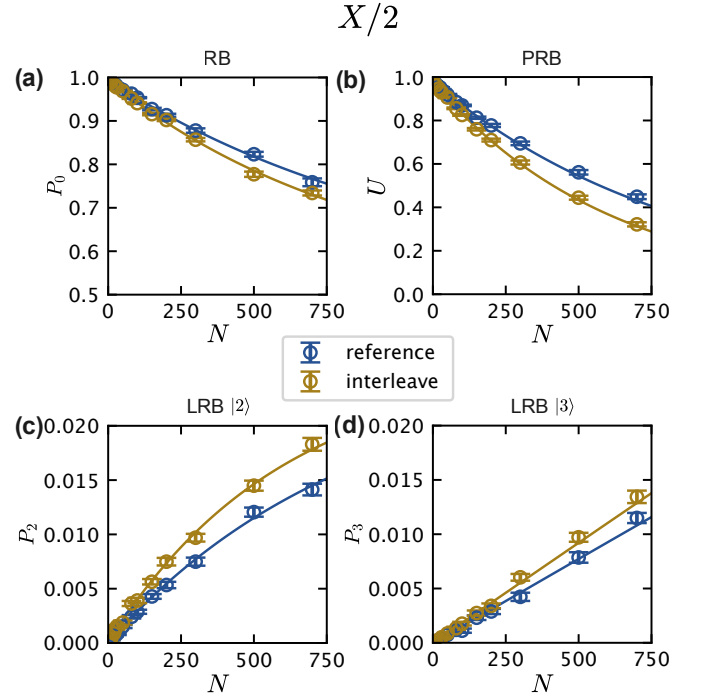 X/2
(a) RB
1.0
0.9
0.8
0.7
0.6
0.5
P0
0 250 500 750
N
(b) PRB
1.0
0.8
0.6
0.4
0.2
0.0
U
0 250 500 750
N
reference
interleave
(c) LRB |2⟩
0.020
0.015
0.010
0.005
0.000
P2
0 250 500 750
N
(d) LRB |3⟩
0.020
0.015
0.010
0.005
0.000
P3
0 250 500 750
N